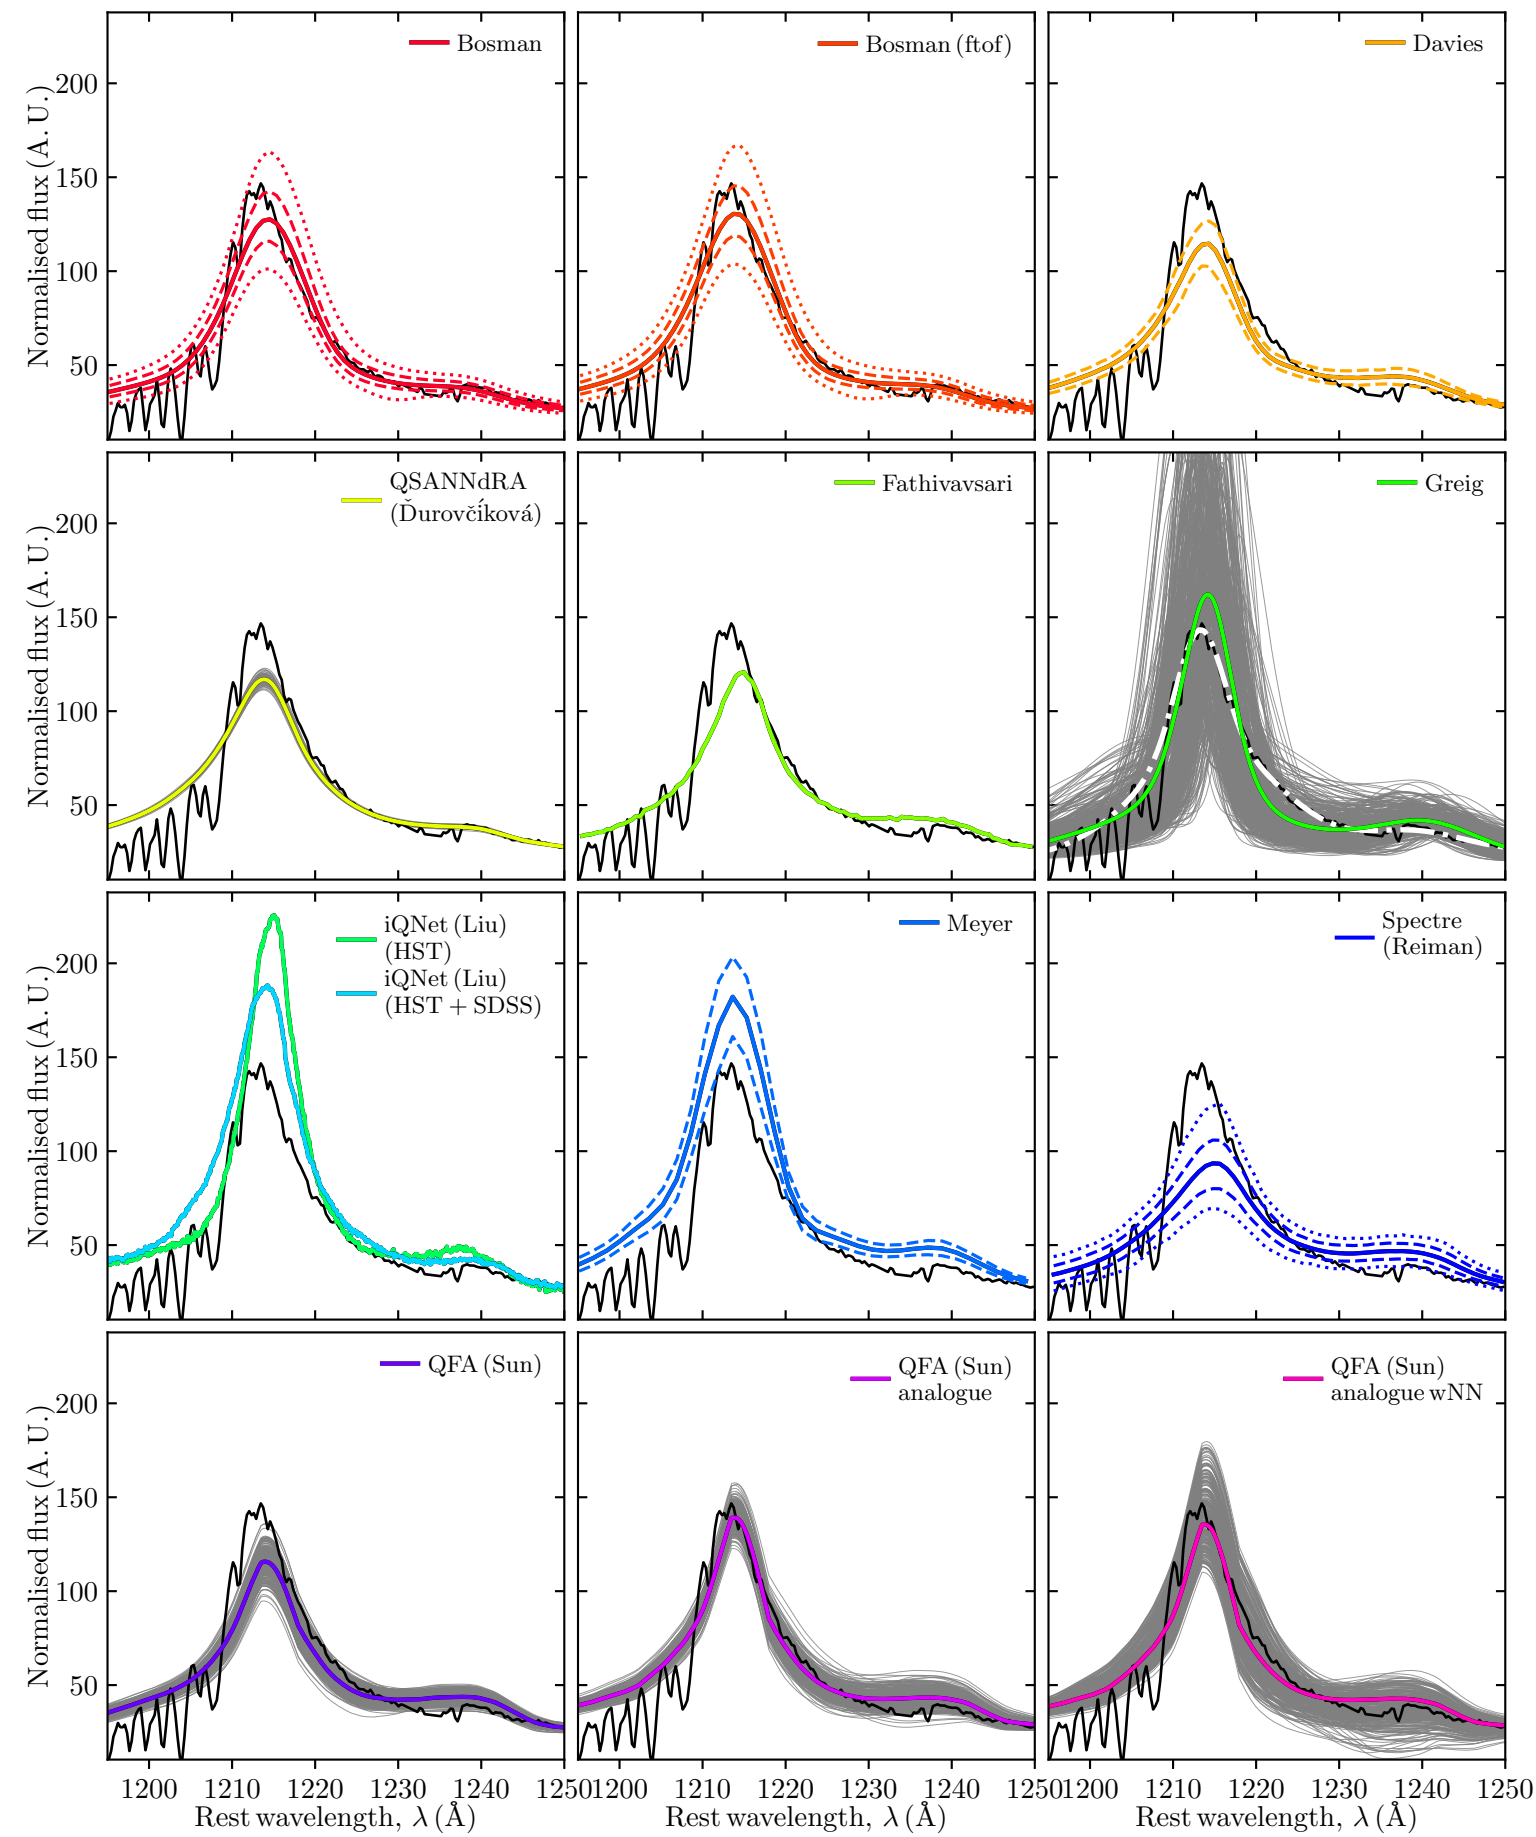 Bosman
Bosman (ftof)
Davies
200
150
100
50
Normalised flux (A. U.)
QSANNdRA
(Ďurovčíková)
Fathivavsari
Greig
200
150
100
50
Normalised flux (A. U.)
iQNet (Liu)
(HST)
iQNet (Liu)
(HST + SDSS)
Meyer
Spectre
(Reiman)
200
150
100
50
Normalised flux (A. U.)
QFA (Sun)
QFA (Sun)
analogue
QFA (Sun)
analogue wNN
200
150
100
50
Normalised flux (A. U.)
1200 1210 1220 1230 1240 1250
1200 1210 1220 1230 1240 1250
1200 1210 1220 1230 1240 1250
Rest wavelength, λ (Å)
Rest wavelength, λ (Å)
Rest wavelength, λ (Å)